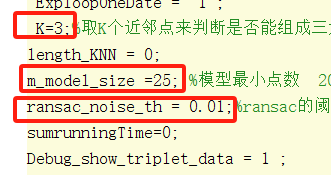 ExploopOneDate = 1 ;
K=3;%取K个近邻点来判断是否能组成三
length_KNN = 0;
m_model_size =25; %模型最小点数 20
ransac_noise_th = 0.01;%ransac的阈
sumrunningTime=0;
Debug_show_triplet_data = 1 ;